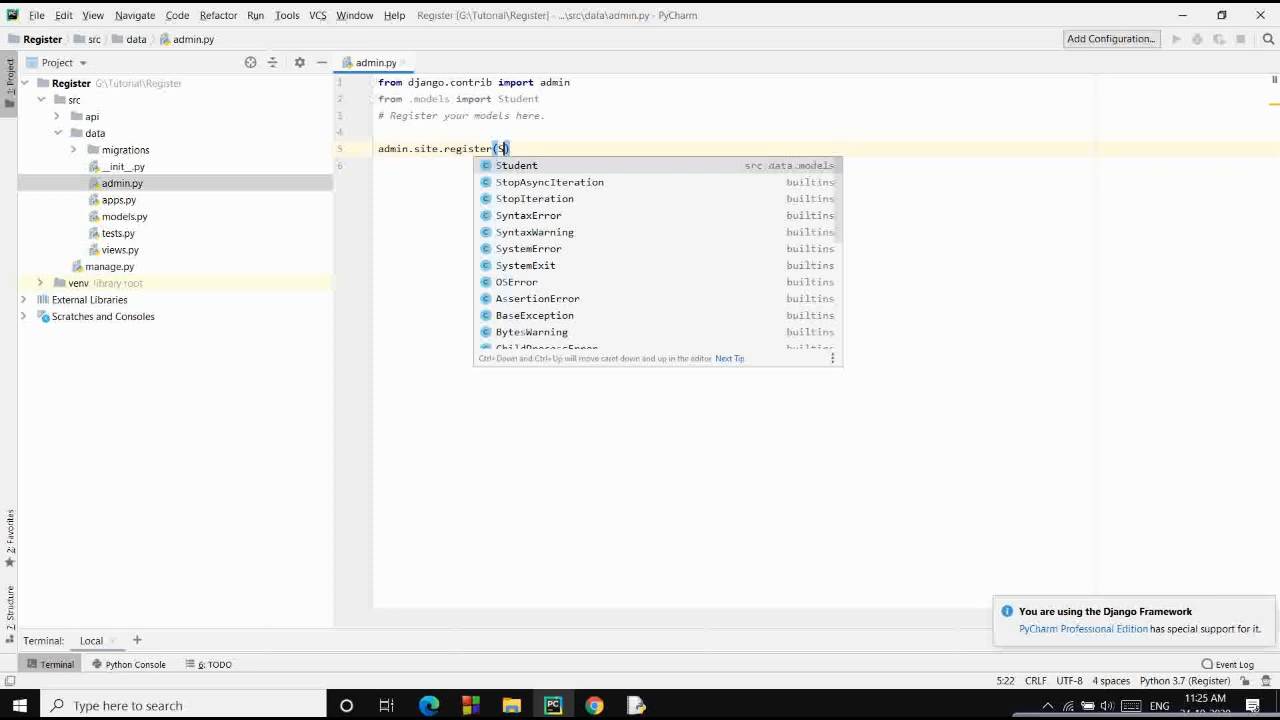 File Edit View Navigate Code Refactor Run Tools VCS Window Help Register [G:\Tutorial\Register] - ...\src\data\admin.py - PyCharm
Register src data admin.py Add Configuration...
1: Project
Project
admin.py
Register G:\Tutorial\Register
src
api
data
migrations
__init__.py
admin.py
apps.py
models.py
tests.py
views.py
manage.py
venv library root
External Libraries
Scratches and Consoles
1 from django.contrib import admin
2 from .models import Student
3 # Register your models here.
4
5 admin.site.register(S)
6
Student src.data.models
StopAsyncIteration builtins
StopIteration builtins
SyntaxError builtins
SyntaxWarning builtins
SystemError builtins
SystemExit builtins
OSError builtins
AssertionError builtins
BaseException builtins
BytesWarning builtins
ChildProcessError builtins
Ctrl+Down and Ctrl+Up will move caret down and up in the editor Next Tip
2: Favorites
7: Structure
You are using the Django Framework
PyCharm Professional Edition has special support for it.
Terminal: Local +
Terminal Python Console 6: TODO Event Log
5:22 CRLF UTF-8 4 spaces Python 3.7 (Register)
Type here to search
ENG
11:25 AM